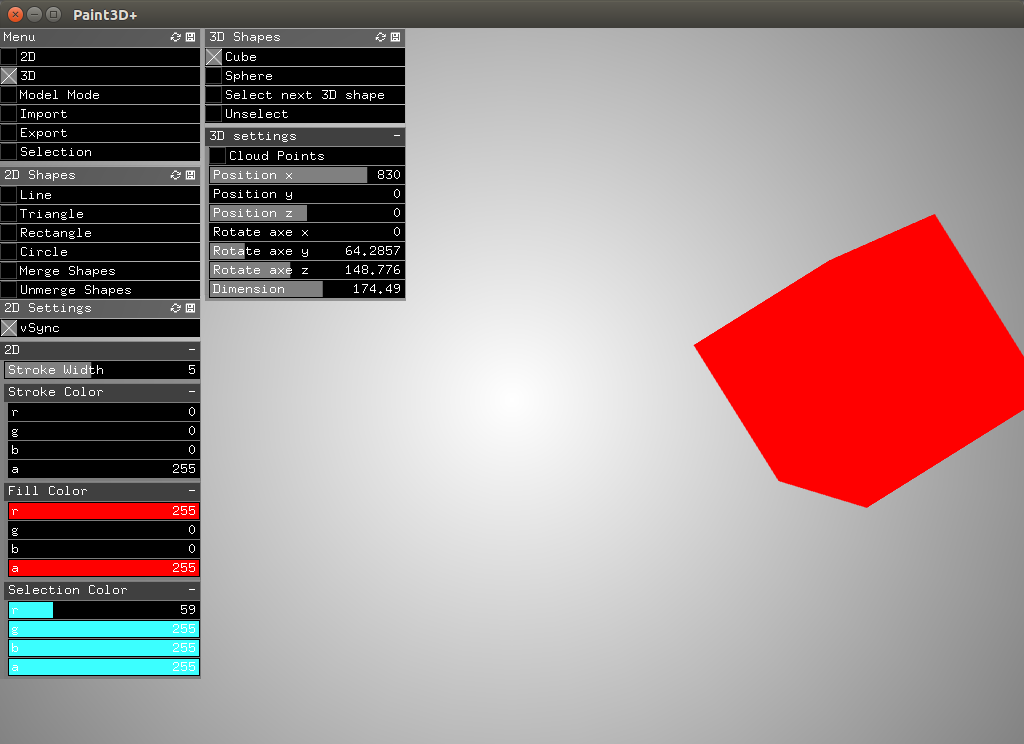 Paint3D+
Menu
2D
3D
Model Mode
Import
Export
Selection
2D Shapes
Line
Triangle
Rectangle
Circle
Merge Shapes
Unmerge Shapes
2D Settings
vSync
2D
Stroke Width 5
Stroke Color
r 0
g 0
b 0
a 255
Fill Color
r 255
g 0
b 0
a 255
Selection Color
r 59
g 255
b 255
a 255
3D Shapes
Cube
Sphere
Select next 3D shape
Unselect
3D settings
Cloud Points
Position x 830
Position y 0
Position z 0
Rotate axe x 0
Rotate axe y 64.2857
Rotate axe z 148.776
Dimension 174.49